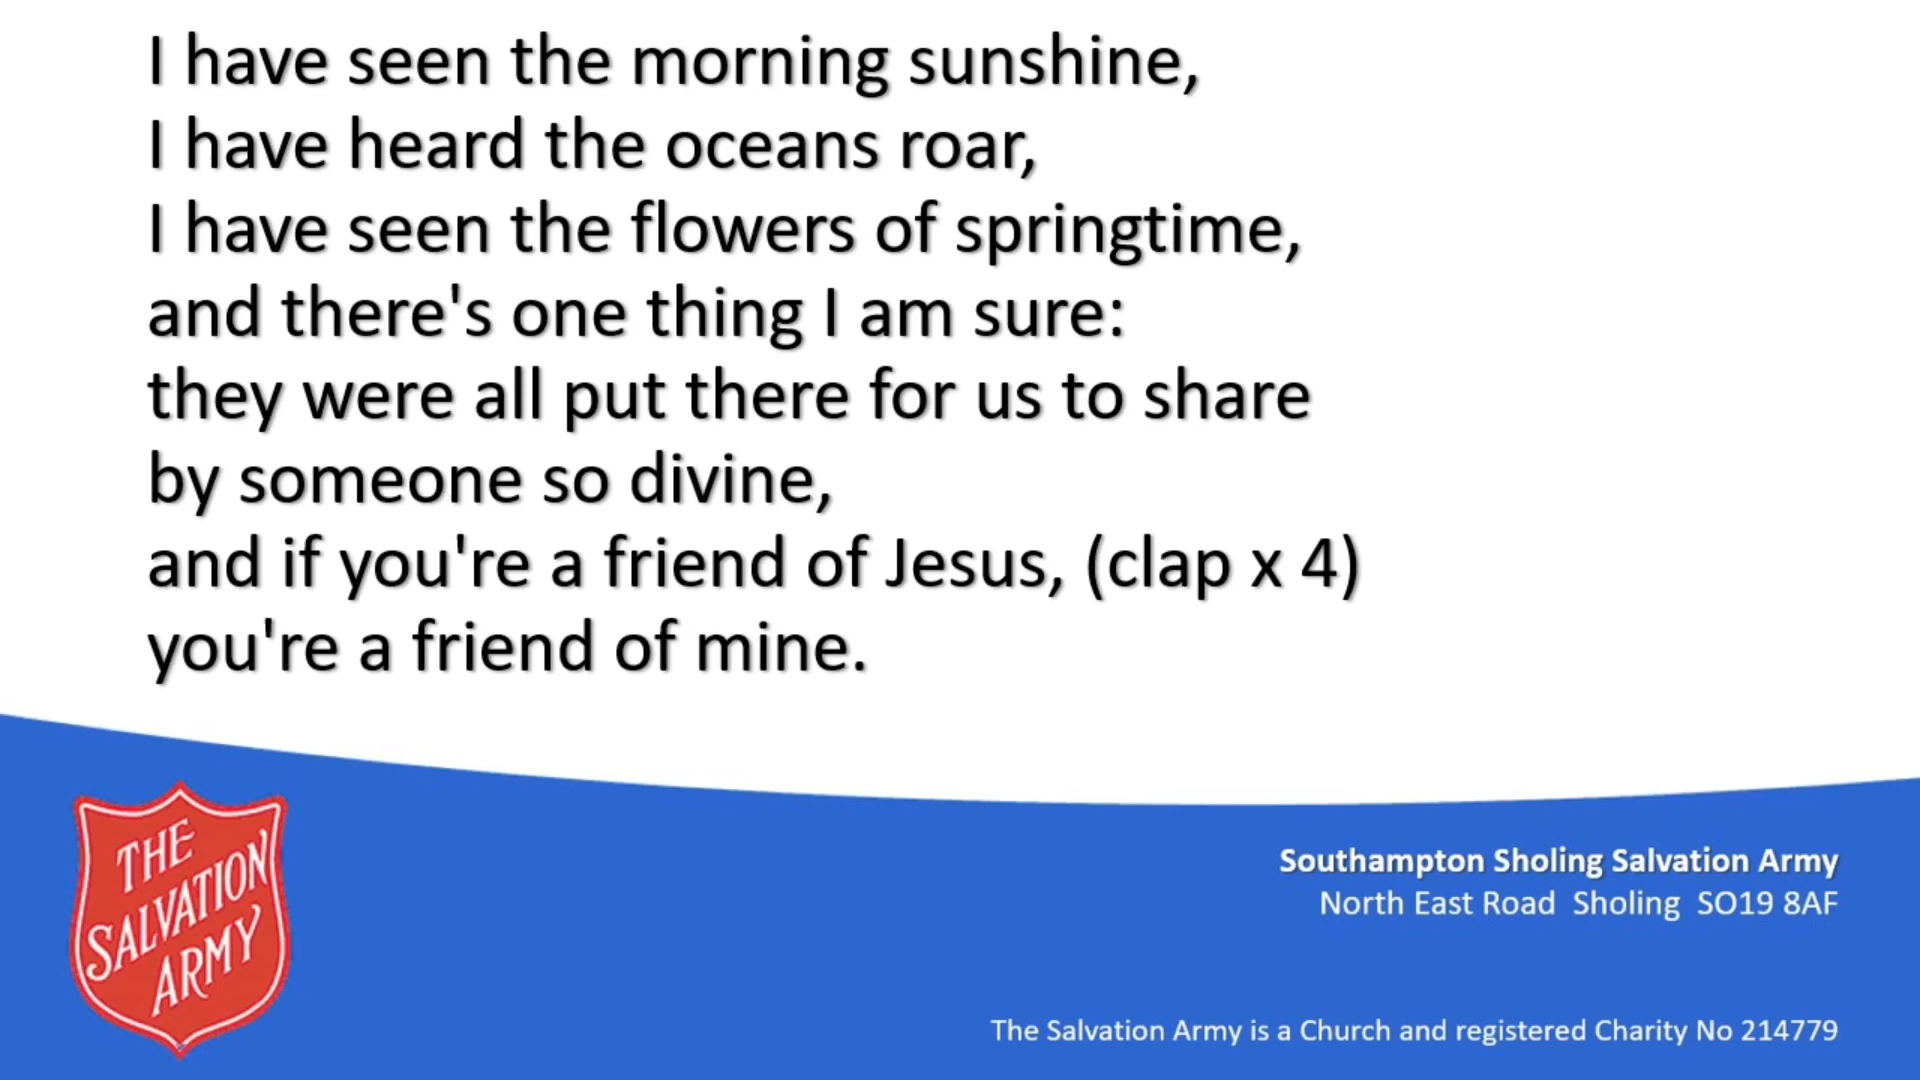 I have seen the morning sunshine,
I have heard the oceans roar,
I have seen the flowers of springtime,
and there's one thing I am sure:
they were all put there for us to share
by someone so divine,
and if you're a friend of Jesus, (clap x 4)
you're a friend of mine.
THE
SALVATION
ARMY
Southampton Sholing Salvation Army
North East Road  Sholing  SO19 8AF
The Salvation Army is a Church and registered Charity No 214779